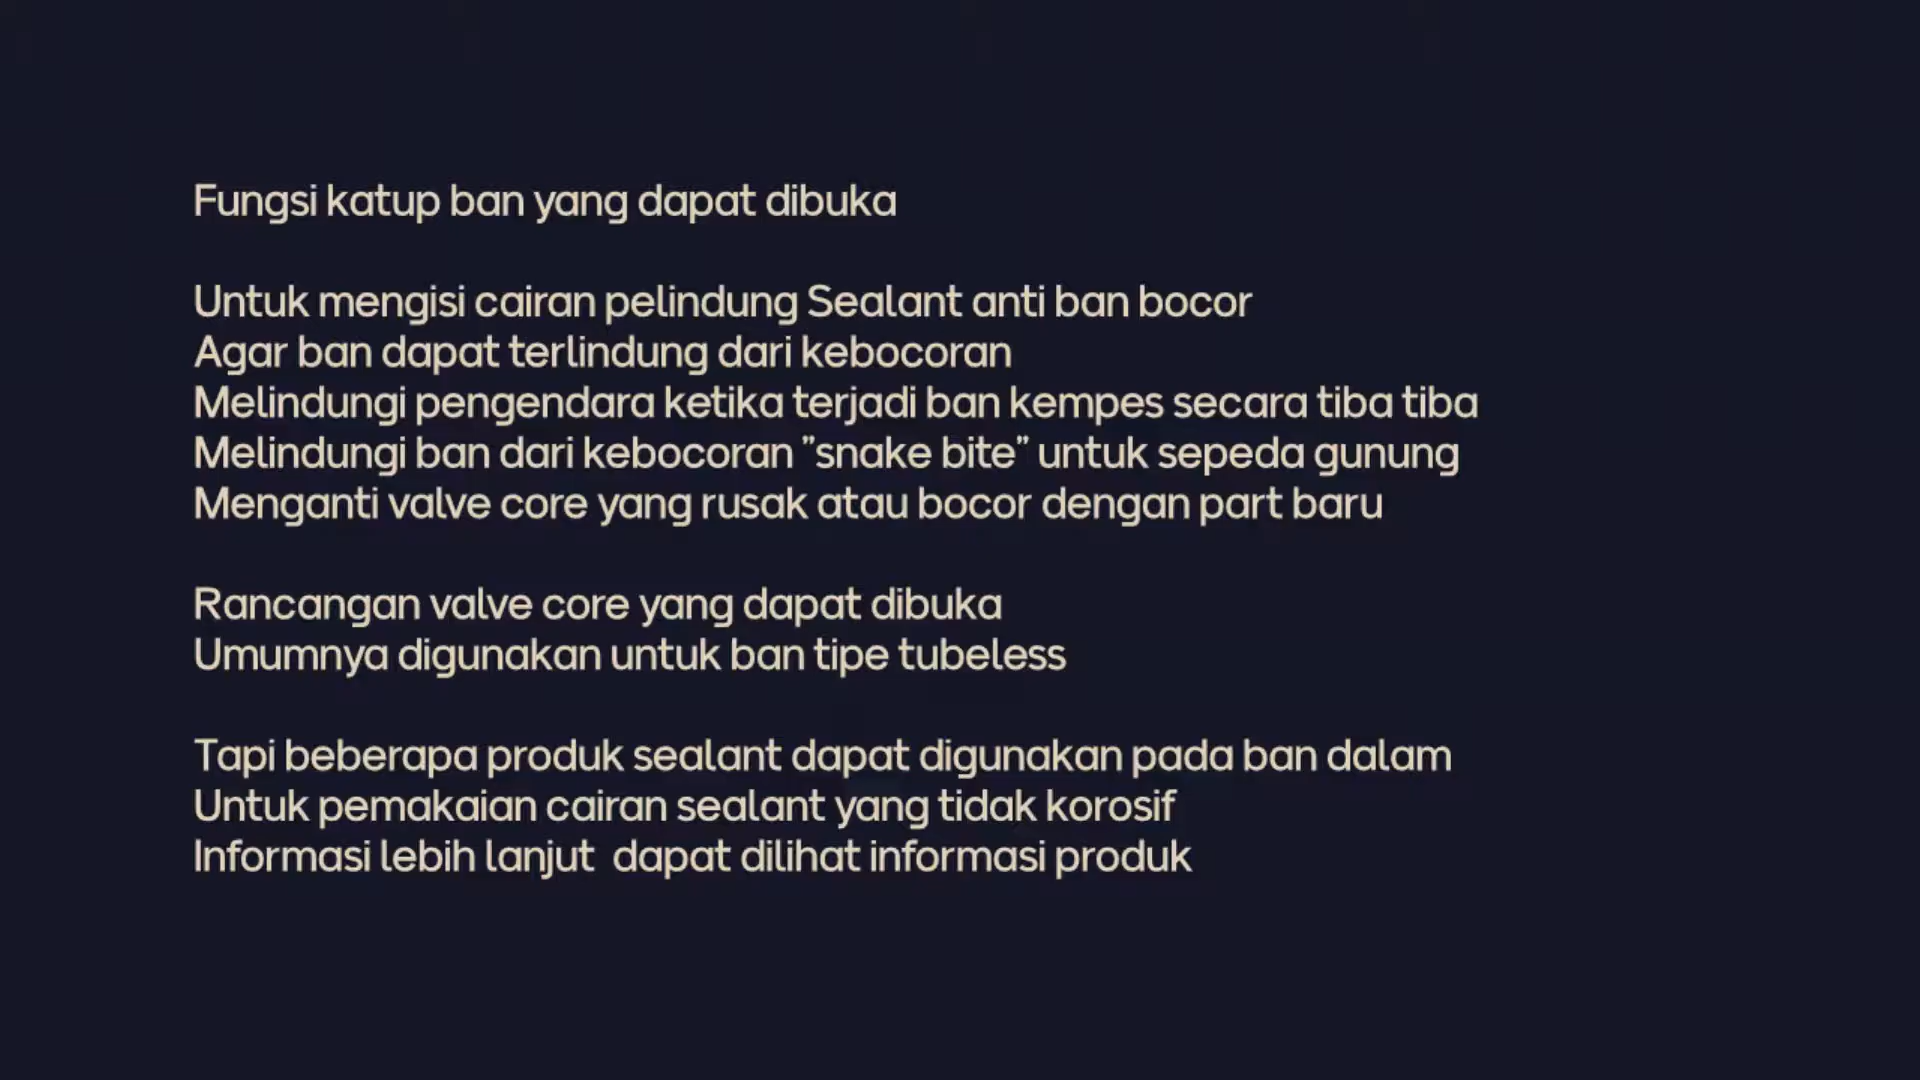 Fungsi katup ban yang dapat dibuka
Untuk mengisi cairan pelindung Sealant anti ban bocor
Agar ban dapat terlindung dari kebocoran
Melindungi pengendara ketika terjadi ban kempes secara tiba tiba
Melindungi ban dari kebocoran ”snake bite” untuk sepeda gunung
Menganti valve core yang rusak atau bocor dengan part baru
Rancangan valve core yang dapat dibuka
Umumnya digunakan untuk ban tipe tubeless
Tapi beberapa produk sealant dapat digunakan pada ban dalam
Untuk pemakaian cairan sealant yang tidak korosif
Informasi lebih lanjut  dapat dilihat informasi produk